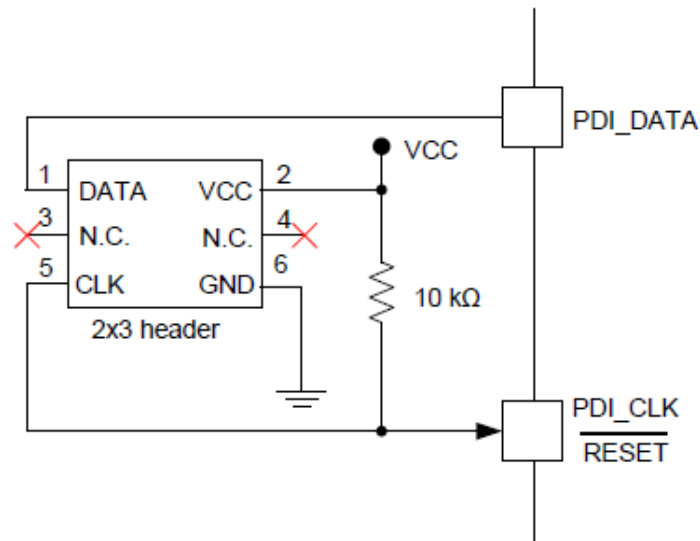 PDI_DATA
VCC
1 DATA VCC 2
3 N.C. N.C. 4
5 CLK GND 6
10 kΩ
2x3 header
PDI_CLK
RESET